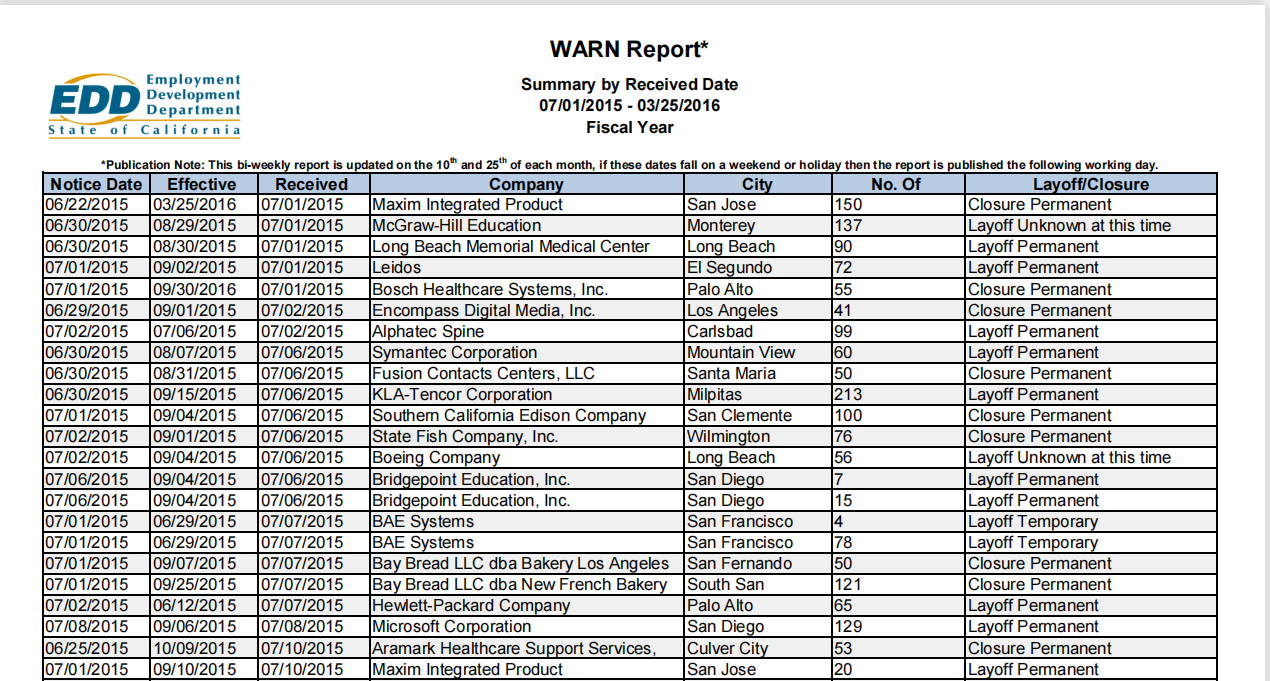 WARN Report*
Employment
Development
Department
EDD
State of California
Summary by Received Date
07/01/2015 - 03/25/2016
Fiscal Year
*Publication Note: This bi-weekly report is updated on the 10th and 25th of each month, if these dates fall on a weekend or holiday then the report is published the following working day.
Notice Date Effective Received Company City No. Of Layoff/Closure
06/22/2015 03/25/2016 07/01/2015 Maxim Integrated Product San Jose 150 Closure Permanent
06/30/2015 08/29/2015 07/01/2015 McGraw-Hill Education Monterey 137 Layoff Unknown at this time
06/30/2015 08/30/2015 07/01/2015 Long Beach Memorial Medical Center Long Beach 90 Layoff Permanent
07/01/2015 09/02/2015 07/01/2015 Leidos El Segundo 72 Layoff Permanent
07/01/2015 09/30/2016 07/01/2015 Bosch Healthcare Systems, Inc. Palo Alto 55 Closure Permanent
06/29/2015 09/01/2015 07/02/2015 Encompass Digital Media, Inc. Los Angeles 41 Closure Permanent
07/02/2015 07/06/2015 07/02/2015 Alphatec Spine Carlsbad 99 Layoff Permanent
06/30/2015 08/07/2015 07/06/2015 Symantec Corporation Mountain View 60 Layoff Permanent
06/30/2015 08/31/2015 07/06/2015 Fusion Contacts Centers, LLC Santa Maria 50 Closure Permanent
06/30/2015 09/15/2015 07/06/2015 KLA-Tencor Corporation Milpitas 213 Layoff Permanent
07/01/2015 09/04/2015 07/06/2015 Southern California Edison Company San Clemente 100 Closure Permanent
07/02/2015 09/01/2015 07/06/2015 State Fish Company, Inc. Wilmington 76 Closure Permanent
07/02/2015 09/04/2015 07/06/2015 Boeing Company Long Beach 56 Layoff Unknown at this time
07/06/2015 09/04/2015 07/06/2015 Bridgepoint Education, Inc. San Diego 7 Layoff Permanent
07/06/2015 09/04/2015 07/06/2015 Bridgepoint Education, Inc. San Diego 15 Layoff Permanent
07/01/2015 06/29/2015 07/07/2015 BAE Systems San Francisco 4 Layoff Temporary
07/01/2015 06/29/2015 07/07/2015 BAE Systems San Francisco 78 Layoff Temporary
07/01/2015 09/07/2015 07/07/2015 Bay Bread LLC dba Bakery Los Angeles San Fernando 50 Closure Permanent
07/01/2015 09/25/2015 07/07/2015 Bay Bread LLC dba New French Bakery South San 121 Closure Permanent
07/02/2015 06/12/2015 07/07/2015 Hewlett-Packard Company Palo Alto 65 Layoff Permanent
07/08/2015 09/06/2015 07/08/2015 Microsoft Corporation San Diego 129 Layoff Permanent
06/25/2015 10/09/2015 07/10/2015 Aramark Healthcare Support Services, Culver City 53 Closure Permanent
07/01/2015 09/10/2015 07/10/2015 Maxim Integrated Product San Jose 20 Layoff Permanent